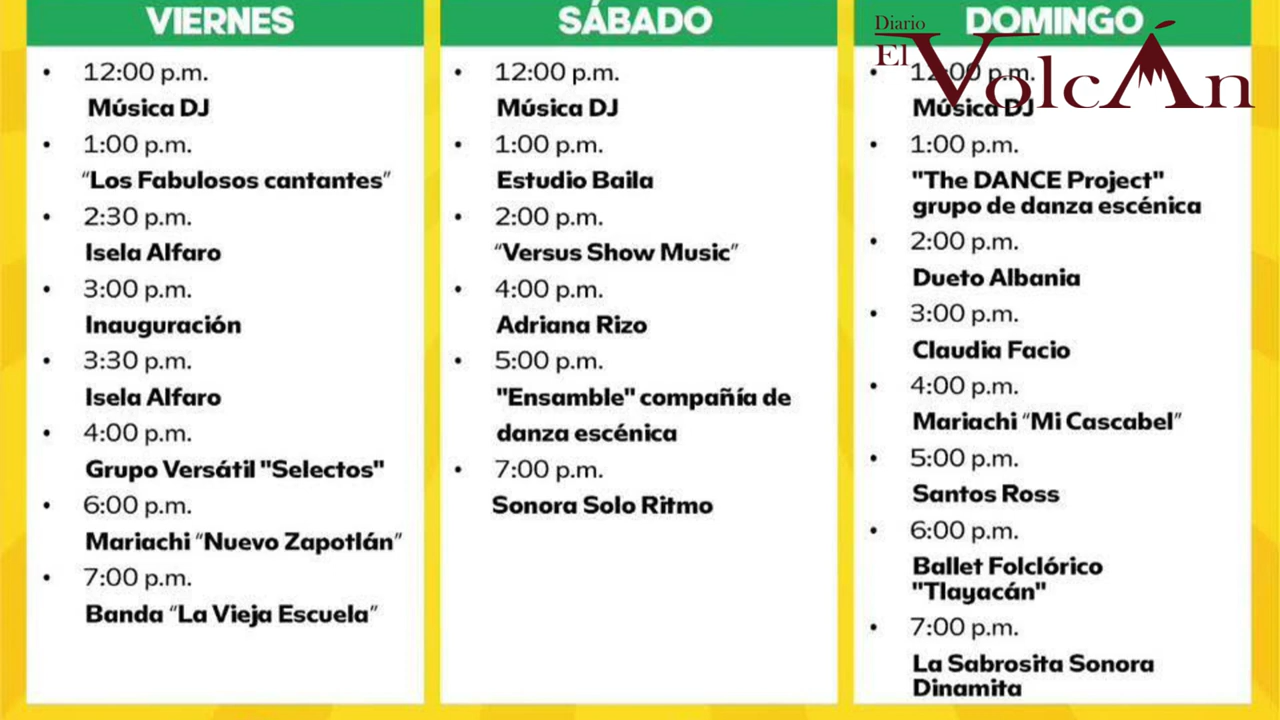 VIERNES
• 12:00 p.m.
Música DJ
• 1:00 p.m.
“Los Fabulosos cantantes”
• 2:30 p.m.
Isela Alfaro
• 3:00 p.m.
Inauguración
• 3:30 p.m.
Isela Alfaro
• 4:00 p.m.
Grupo Versátil "Selectos"
• 6:00 p.m.
Mariachi “Nuevo Zapotlán”
• 7:00 p.m.
Banda “La Vieja Escuela”
SÁBADO
• 12:00 p.m.
Música DJ
• 1:00 p.m.
Estudio Baila
• 2:00 p.m.
“Versus Show Music”
• 4:00 p.m.
Adriana Rizo
• 5:00 p.m.
"Ensamble" compañía de
danza escénica
• 7:00 p.m.
Sonora Solo Ritmo
DOMINGO
Diario
El Volcán
• 12:00 p.m.
Música DJ
• 1:00 p.m.
"The DANCE Project"
grupo de danza escénica
• 2:00 p.m.
Dueto Albania
• 3:00 p.m.
Claudia Facio
• 4:00 p.m.
Mariachi “Mi Cascabel”
• 5:00 p.m.
Santos Ross
• 6:00 p.m.
Ballet Folclórico
"Tlayacán"
• 7:00 p.m.
La Sabrosita Sonora
Dinamita